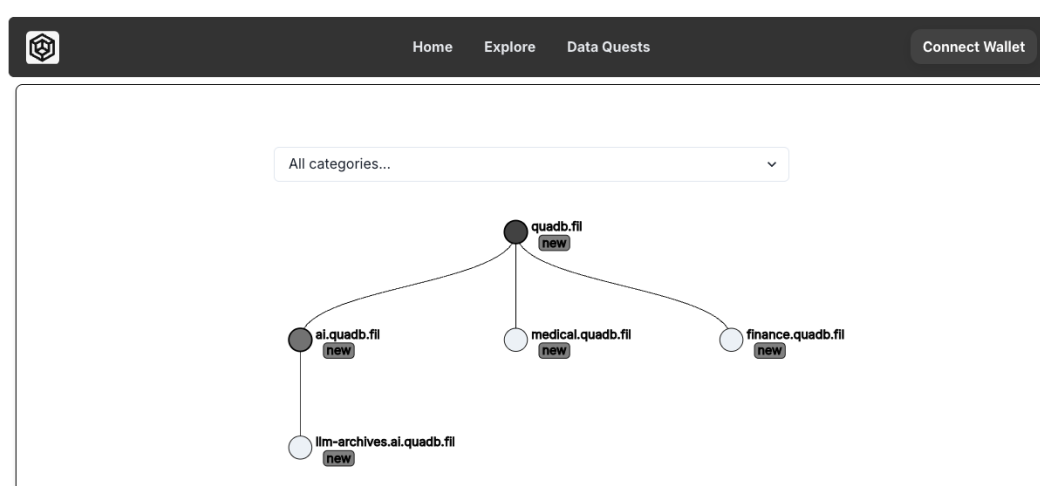 Home Explore Data Quests Connect Wallet
All categories...
quadb.fil
new
ai.quadb.fil
new
medical.quadb.fil
new
finance.quadb.fil
new
llm-archives.ai.quadb.fil
new